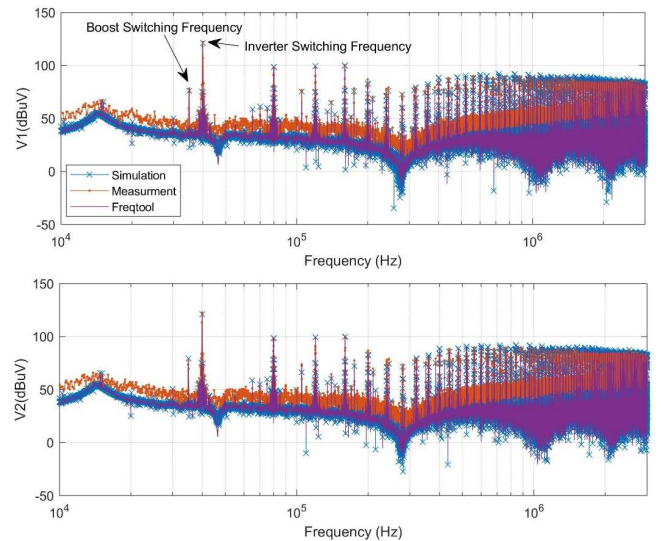 150
Boost Switching Frequency
Inverter Switching Frequency
100
50
0
-50
V1(dBuV)
Simulation
Measurment
Freqtool
10^4
10^5
10^6
Frequency (Hz)
150
100
50
0
-50
V2(dBuV)
10^4
10^5
10^6
Frequency (Hz)